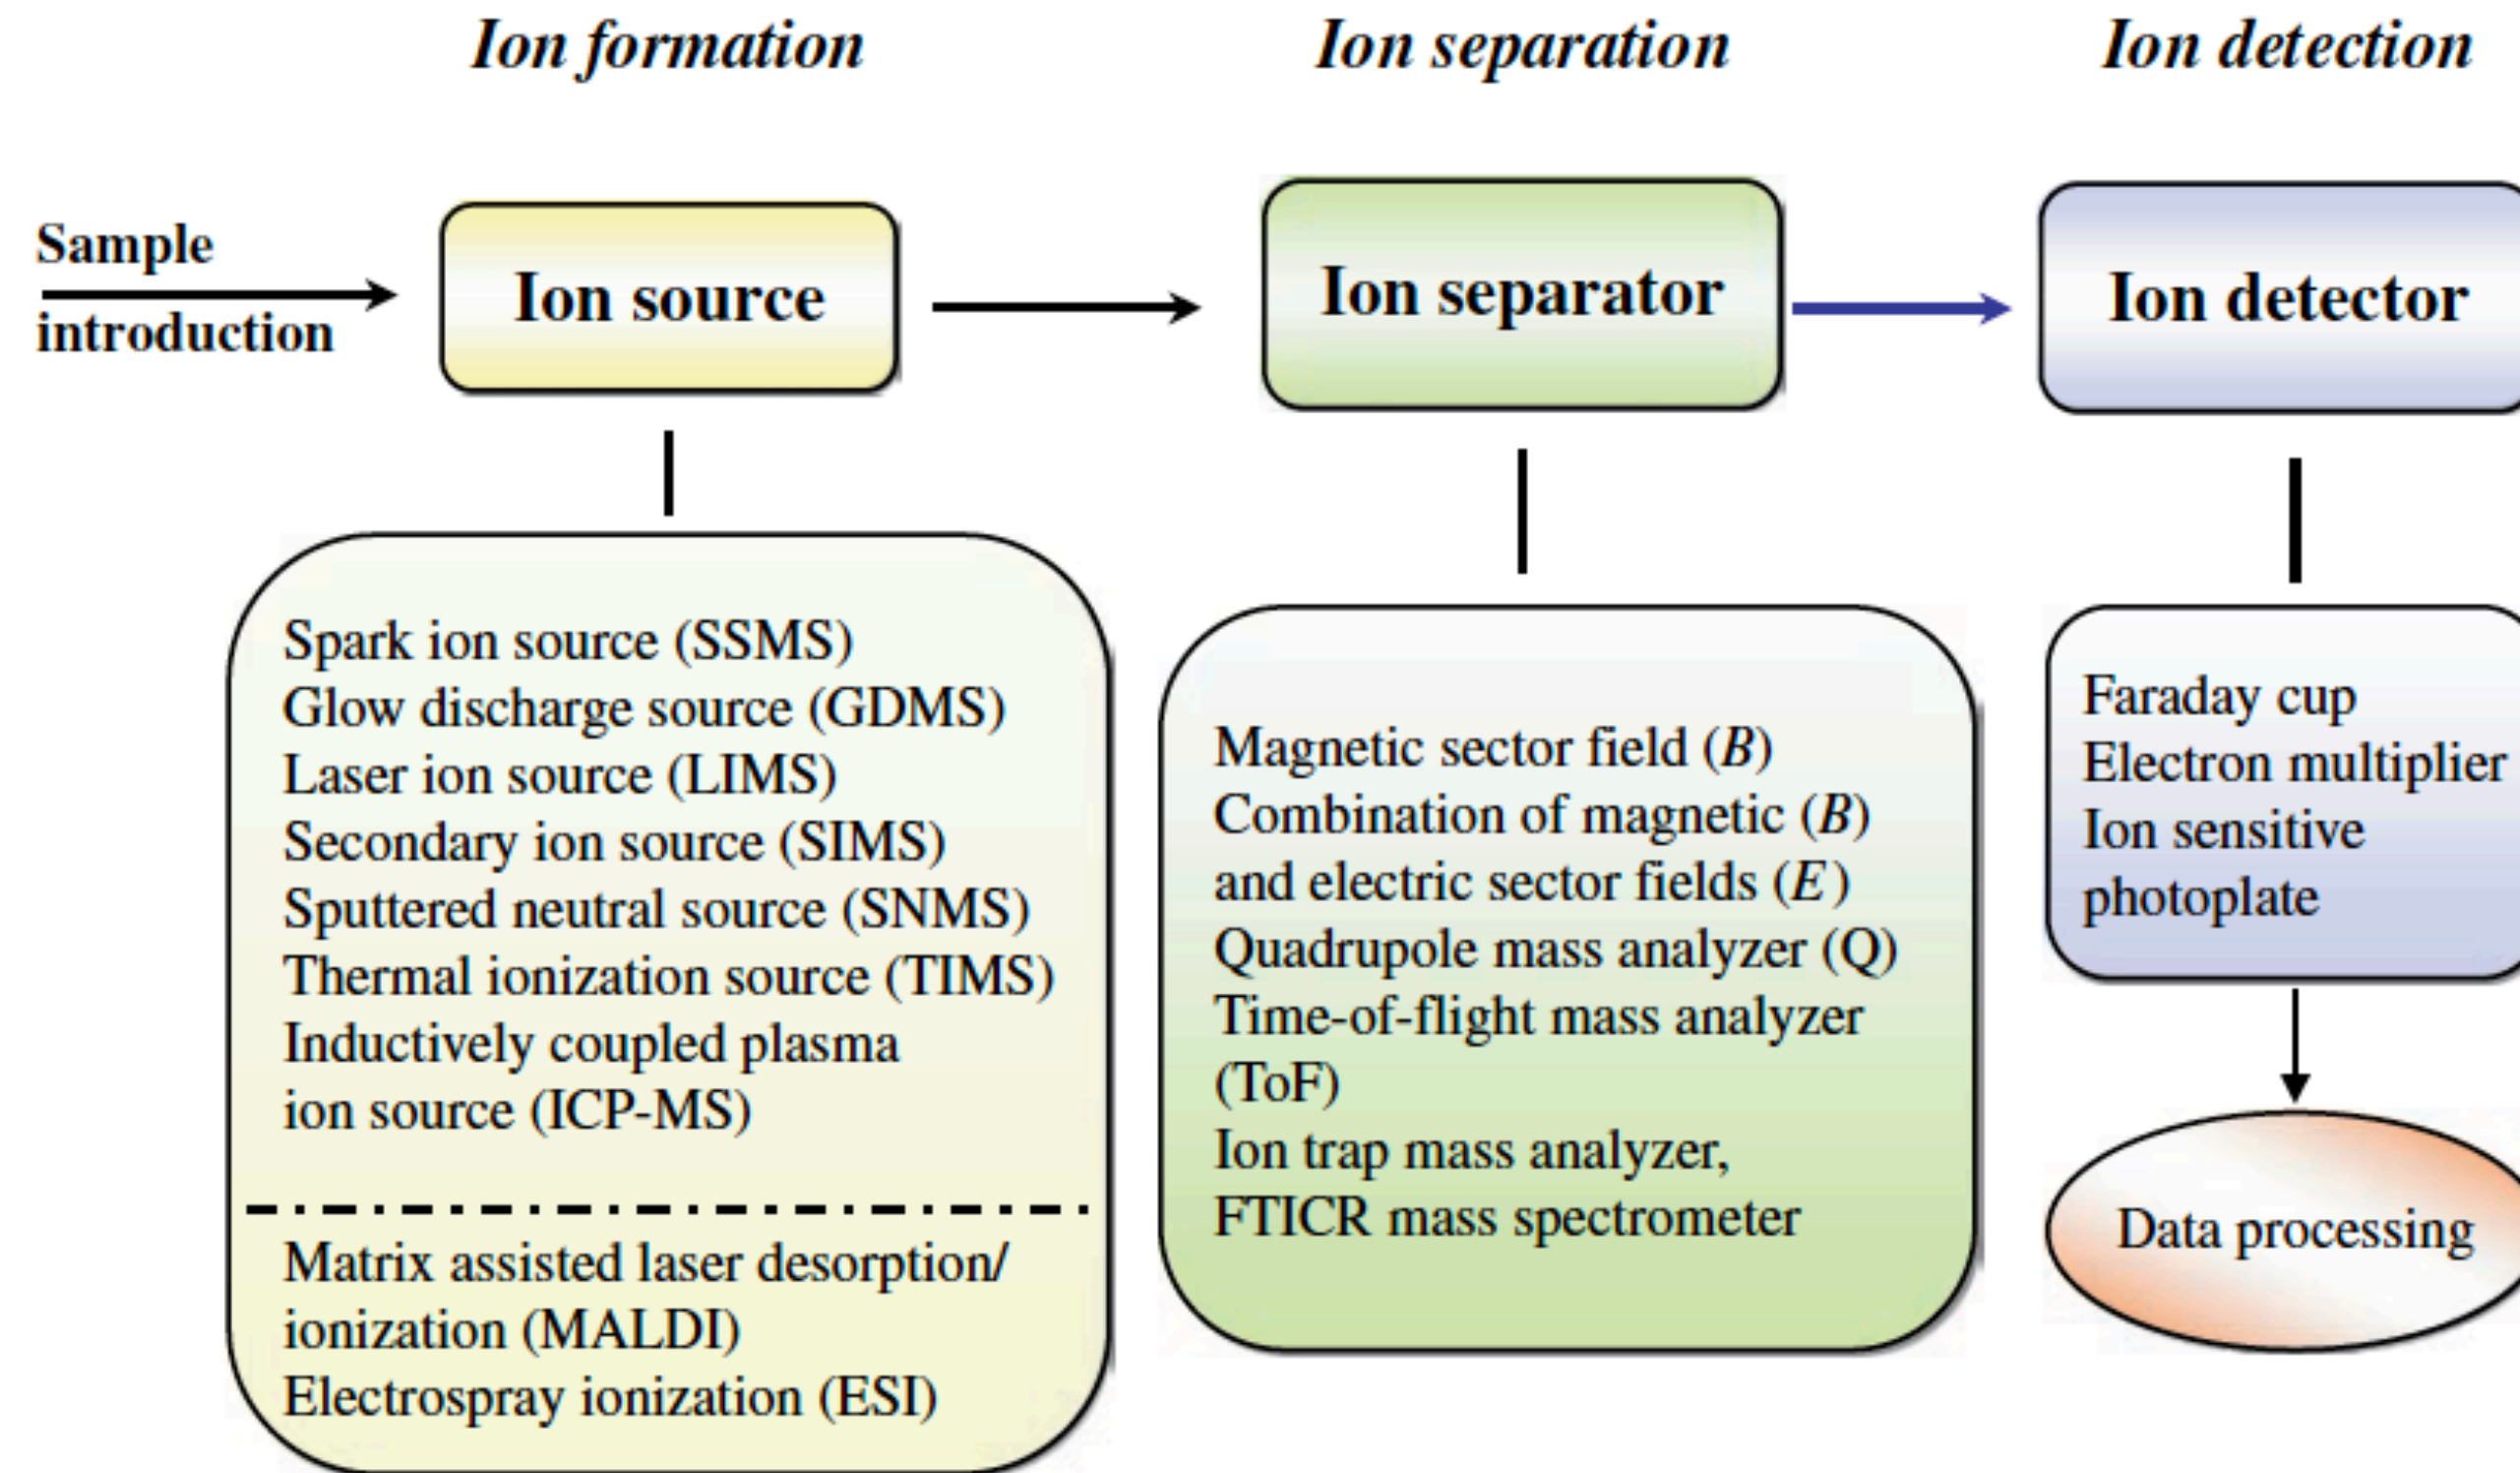 Ion formation
Ion separation
Ion detection
Sample
introduction
Ion source
Ion separator
Ion detector
Spark ion source (SSMS)
Glow discharge source (GDMS)
Laser ion source (LIMS)
Secondary ion source (SIMS)
Sputtered neutral source (SNMS)
Thermal ionization source (TIMS)
Inductively coupled plasma
ion source (ICP-MS)
Matrix assisted laser desorption/
ionization (MALDI)
Electrospray ionization (ESI)
Magnetic sector field (B)
Combination of magnetic (B)
and electric sector fields (E)
Quadrupole mass analyzer (Q)
Time-of-flight mass analyzer
(ToF)
Ion trap mass analyzer,
FTICR mass spectrometer
Faraday cup
Electron multiplier
Ion sensitive
photoplate
Data processing